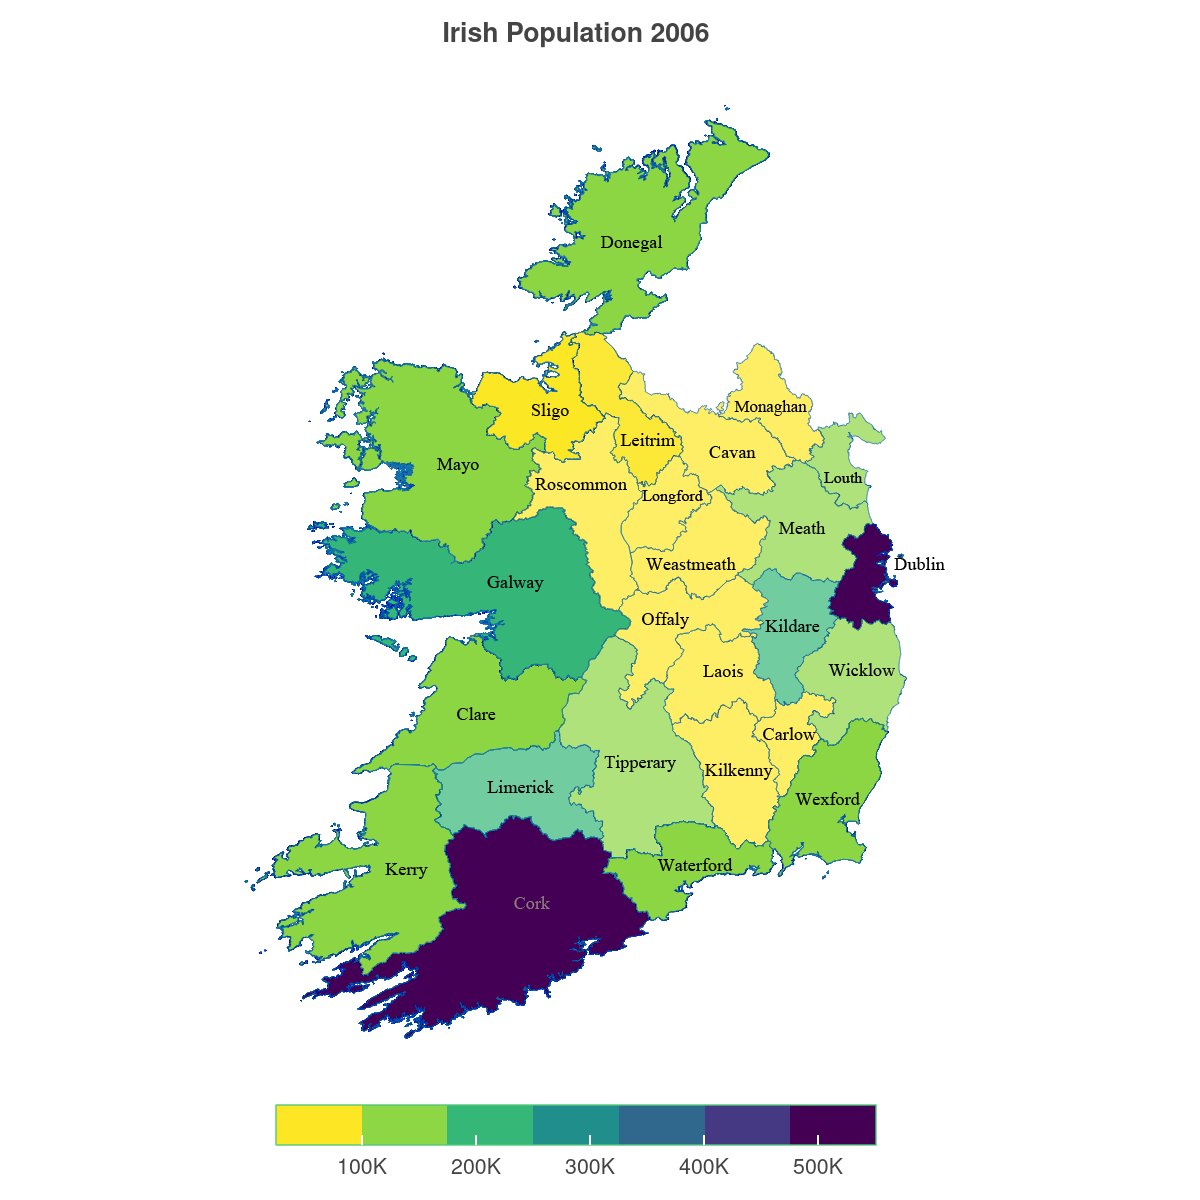 Irish Population 2006
Donegal
Monaghan
Sligo
Leitrim
Cavan
Mayo
Louth
Roscommon
Longford
Meath
Weastmeath
Dublin
Galway
Offaly
Kildare
Laois
Wicklow
Clare
Carlow
Tipperary
Kilkenny
Limerick
Wexford
Waterford
Kerry
Cork
100K 200K 300K 400K 500K